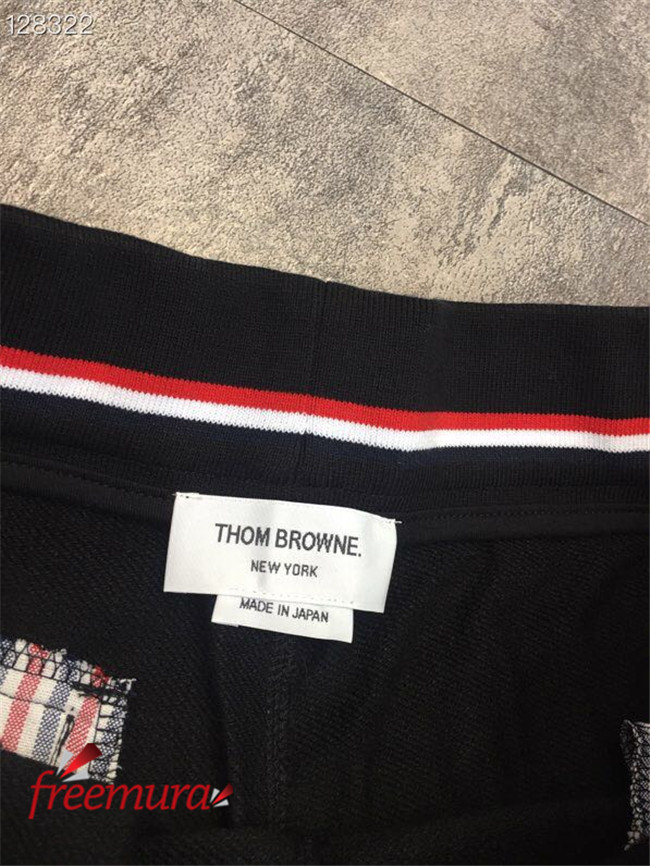 128322
THOM BROWNE.
NEW YORK
MADE IN JAPAN
freemura